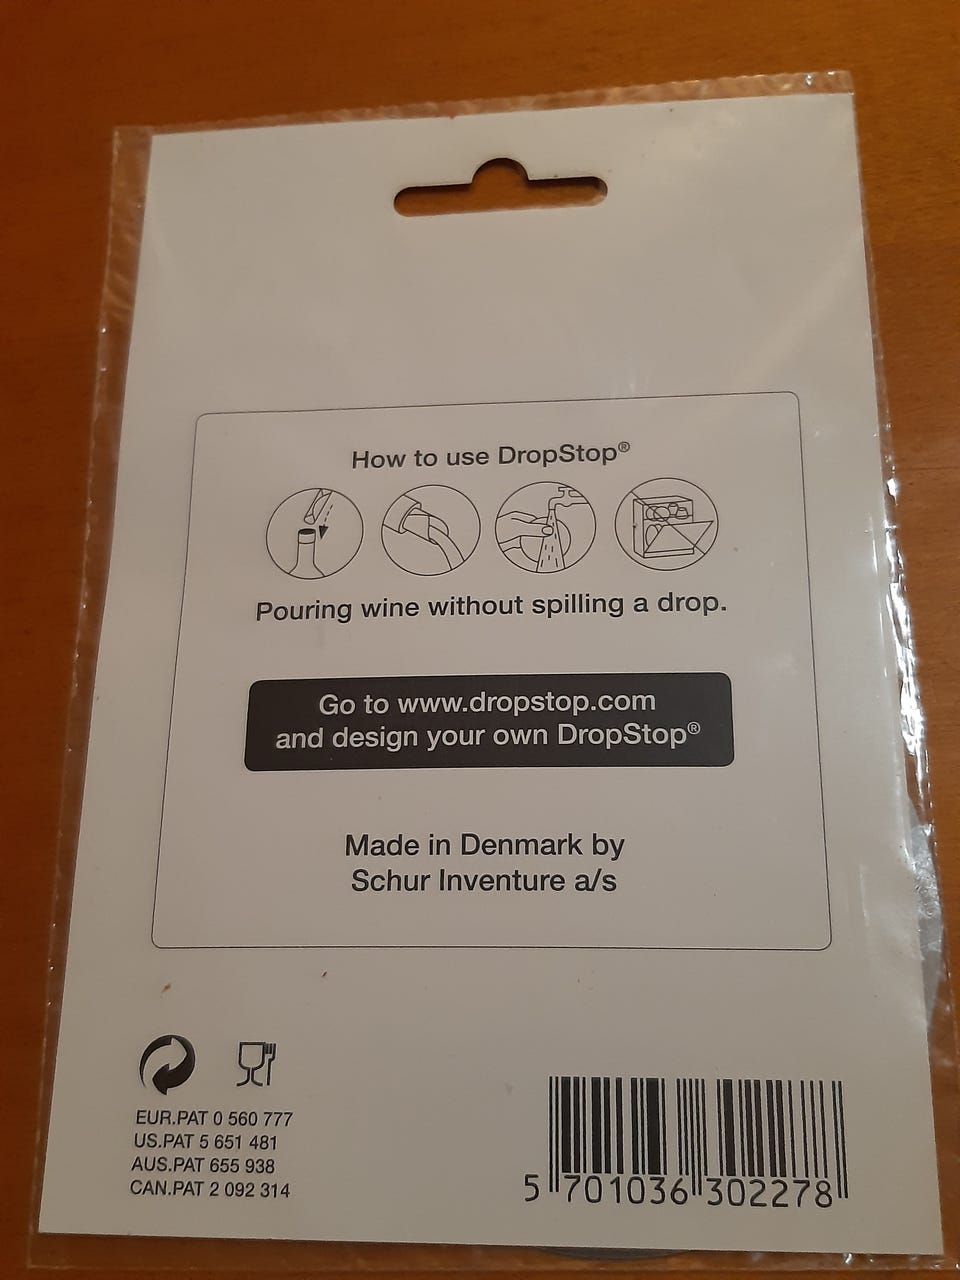 How to use DropStop®
Pouring wine without spilling a drop.
Go to www.dropstop.com
and design your own DropStop®
Made in Denmark by
Schur Inventure a/s
EUR.PAT 0 560 777
US.PAT 5 651 481
AUS.PAT 655 938
CAN.PAT 2 092 314
5 701036 302278